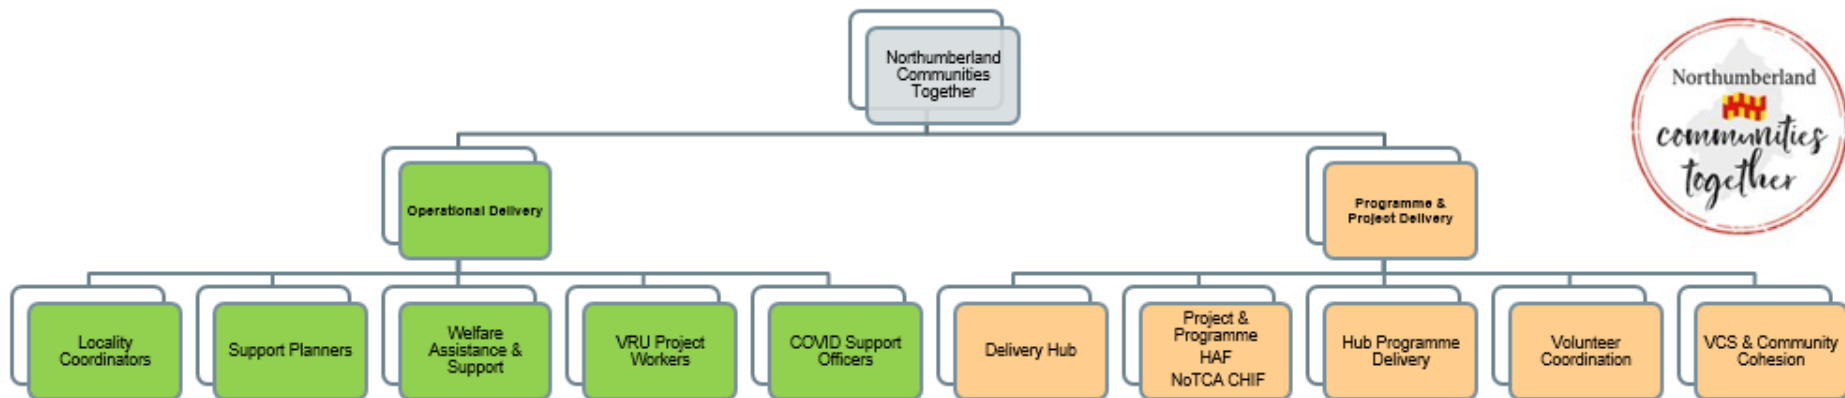 Northumberland
Communities
Together
Northumberland
communities
together
Operational Delivery
Programme &
Project Delivery
Locality
Coordinators
Support Planners
Welfare
Assistance &
Support
VRU Project
Workers
COVID Support
Officers
Delivery Hub
Project &
Programme
HAF
NoTCA CHIF
Hub Programme
Delivery
Volunteer
Coordination
VCS & Community
Cohesion